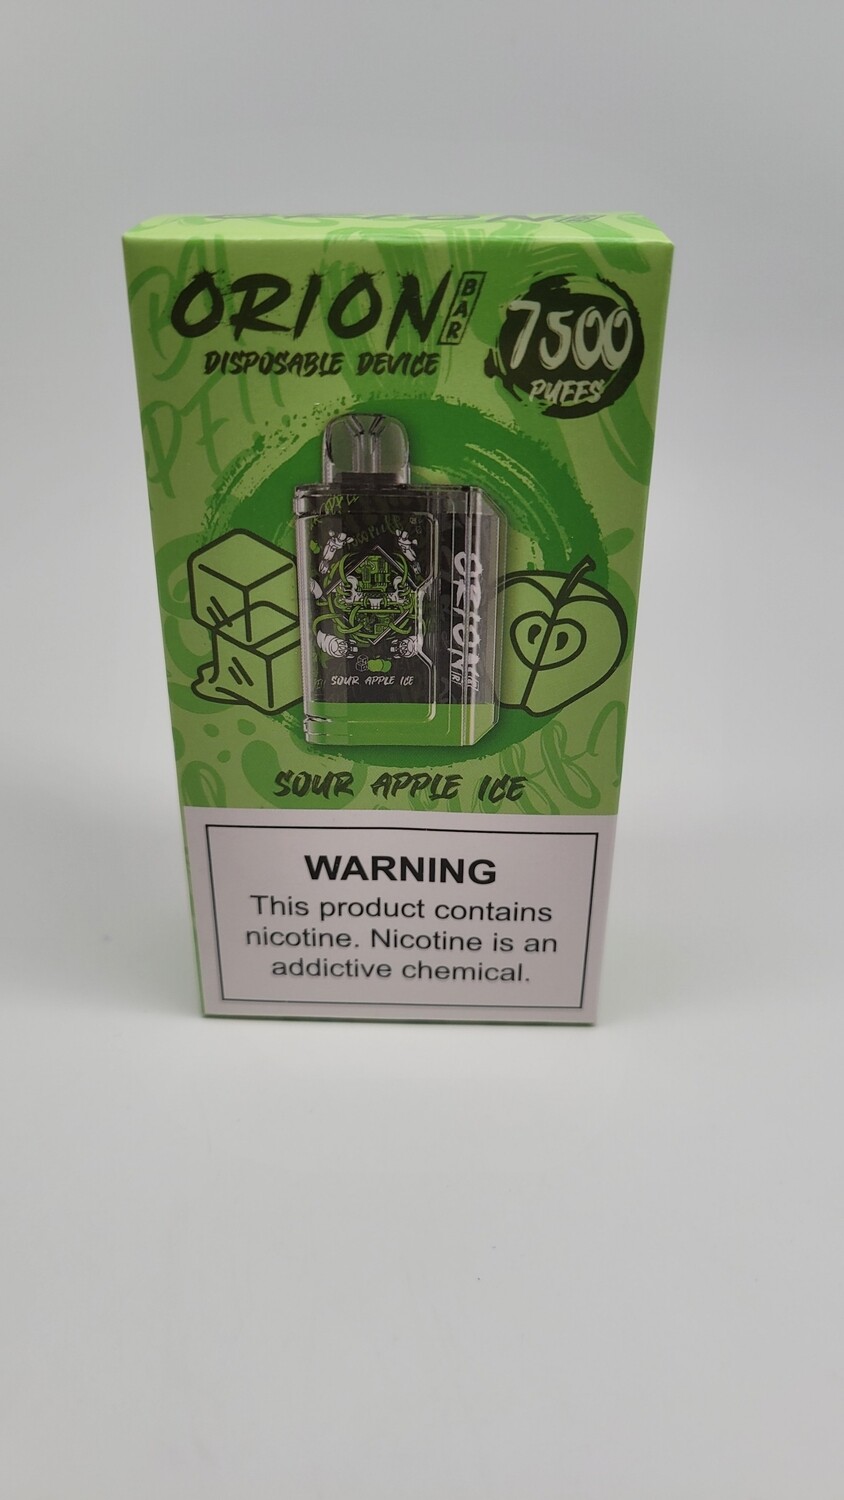 ORION BAR
DISPOSABLE DEVICE
7500
PUFFS
SOUR APPLE ICE
ORION BAR
SOUR APPLE ICE
WARNING
This product contains
nicotine. Nicotine is an
addictive chemical.